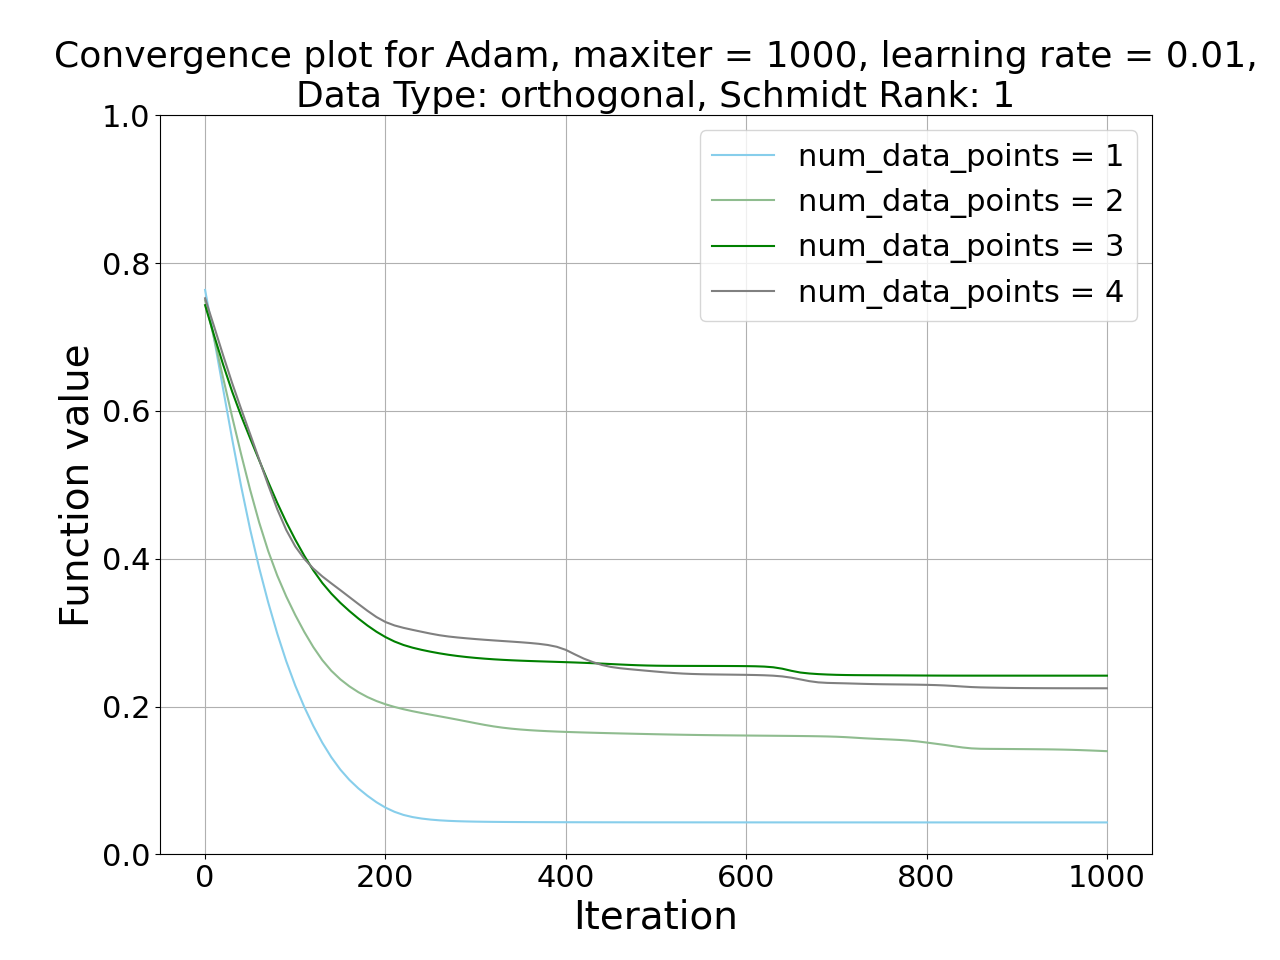 Convergence plot for Adam, maxiter = 1000, learning rate = 0.01,
Data Type: orthogonal, Schmidt Rank: 1
num_data_points = 1
num_data_points = 2
num_data_points = 3
num_data_points = 4
Function value
1.0
0.8
0.6
0.4
0.2
0.0
0 200 400 600 800 1000
Iteration